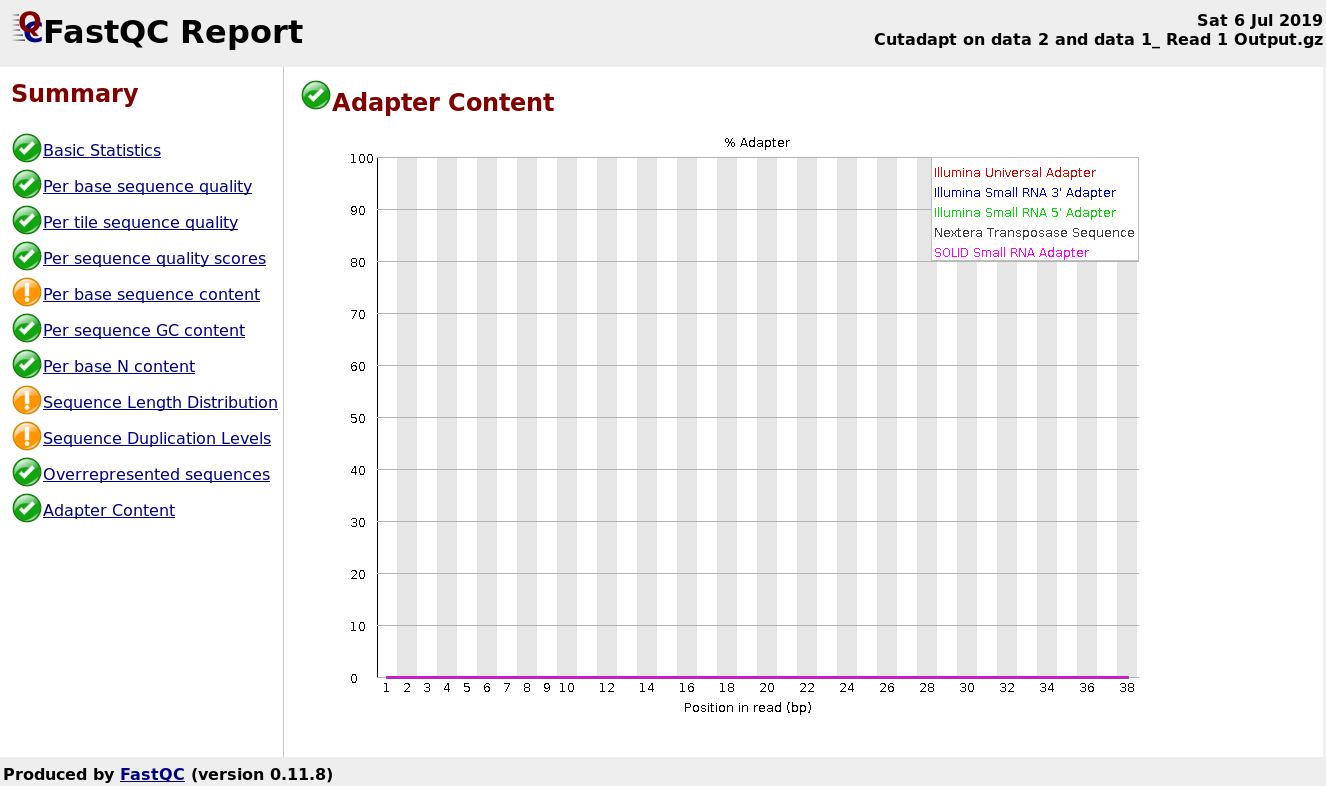 FastQC Report
Sat 6 Jul 2019
Cutadapt on data 2 and data 1_ Read 1 Output.gz
Summary
Basic Statistics
Per base sequence quality
Per tile sequence quality
Per sequence quality scores
Per base sequence content
Per sequence GC content
Per base N content
Sequence Length Distribution
Sequence Duplication Levels
Overrepresented sequences
Adapter Content
Adapter Content
% Adapter
100
90
80
70
60
50
40
30
20
10
0
Illumina Universal Adapter
Illumina Small RNA 3' Adapter
Illumina Small RNA 5' Adapter
Nextera Transposase Sequence
SOLID Small RNA Adapter
1 2 3 4 5 6 7 8 9 10 12 14 16 18 20 22 24 26 28 30 32 34 36 38
Position in read (bp)
Produced by FastQC (version 0.11.8)